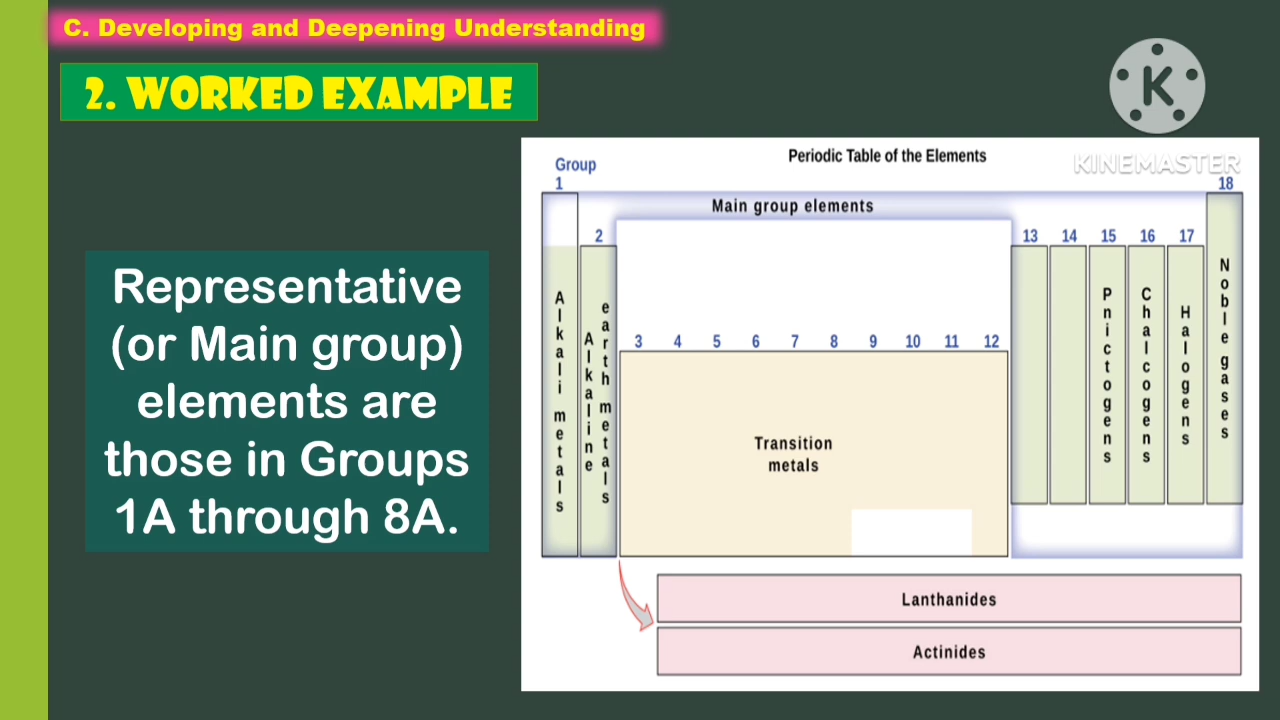 C. Developing and Deepening Understanding
2. WORKED EXAMPLE
K
KINEMASTER
Representative
(or Main group)
elements are
those in Groups
1A through 8A.
Periodic Table of the Elements
Group
1
18
Main group elements
2
13 14 15 16 17
3 4 5 6 7 8 9 10 11 12
Alkali metals
Alkaline
earth metals
Transition
metals
Pnictogens
Chalcogens
Halogens
Noble gases
Lanthanides
Actinides